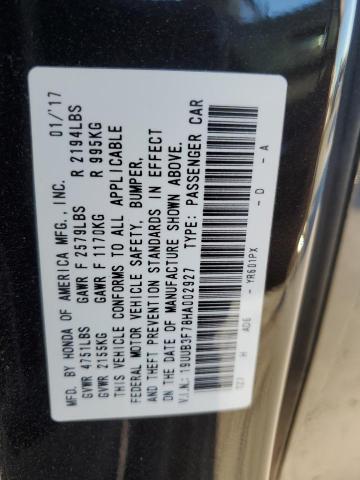 MFD. BY HONDA OF AMERICA MFG., INC. 01/'17
GVWR 4751LBS GAWR F 2579LBS R 2194LBS
GVWR 2155KG GAWR F 1170KG R 995KG
THIS VEHICLE CONFORMS TO ALL APPLICABLE
FEDERAL MOTOR VEHICLE SAFETY, BUMPER, AND
THEFT PREVENTION STANDARDS IN EFFECT
ON THE DATE OF MANUFACTURE SHOWN ABOVE.
V.I.N.: 19UUB3F78HA002927 TYPE: PASSENGER CAR
H AD6 - YR601PX - D - A